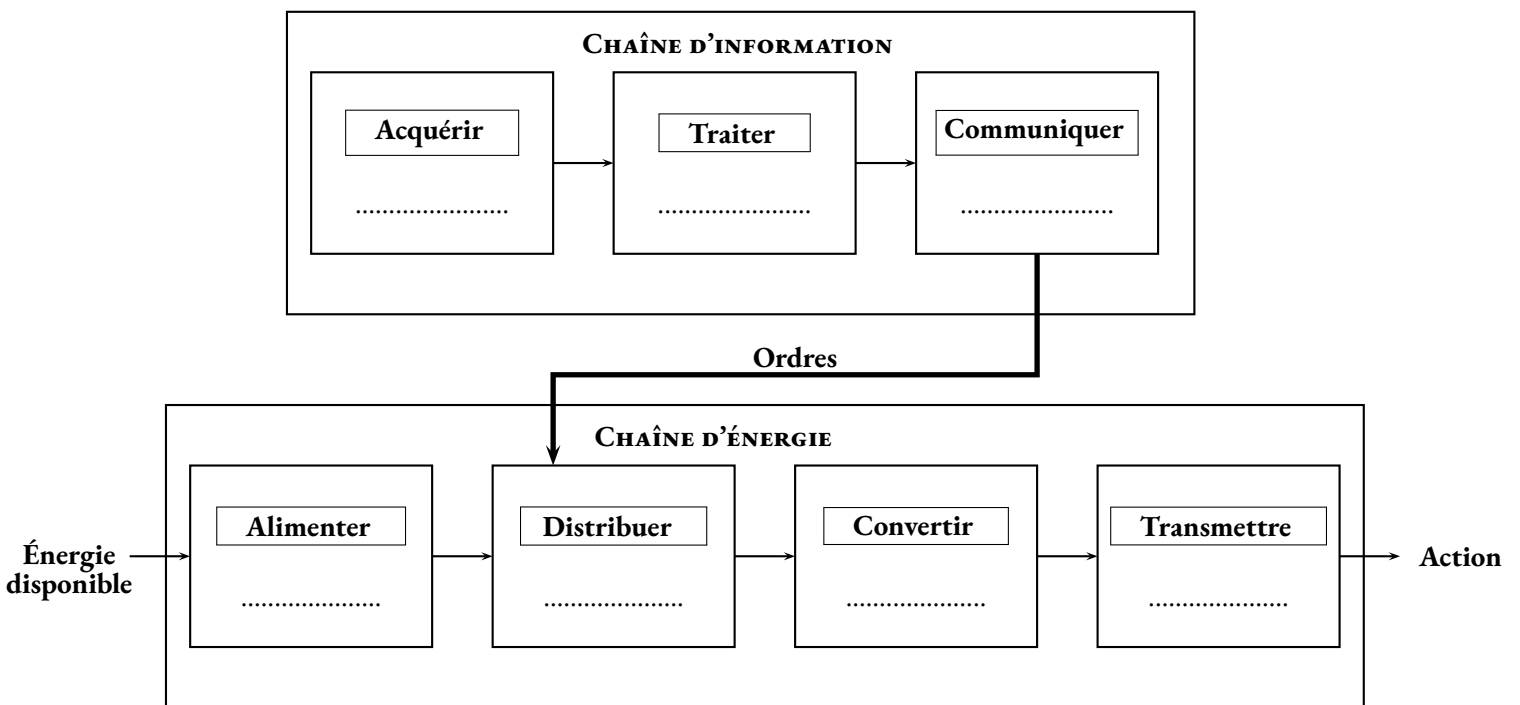 Chaîne d'information
Acquérir
Traiter
Communiquer
.......................
.......................
.......................
Ordres
Chaîne d'énergie
Alimenter
Distribuer
Convertir
Transmettre
Énergie
disponible
Action
.....................
.....................
.....................
.....................